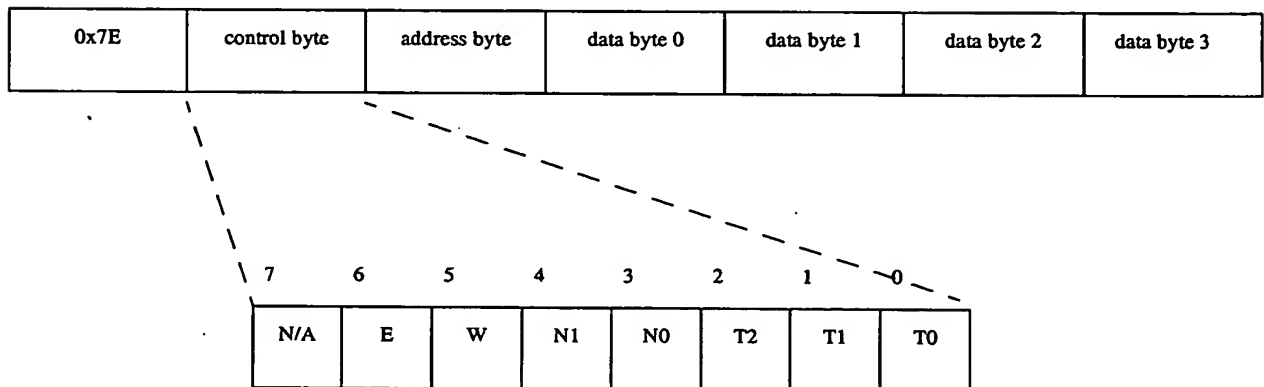 0x7E control byte address byte data byte 0 data byte 1 data byte 2 data byte 3
7 6 5 4 3 2 1 0
N/A E W N1 N0 T2 T1 T0